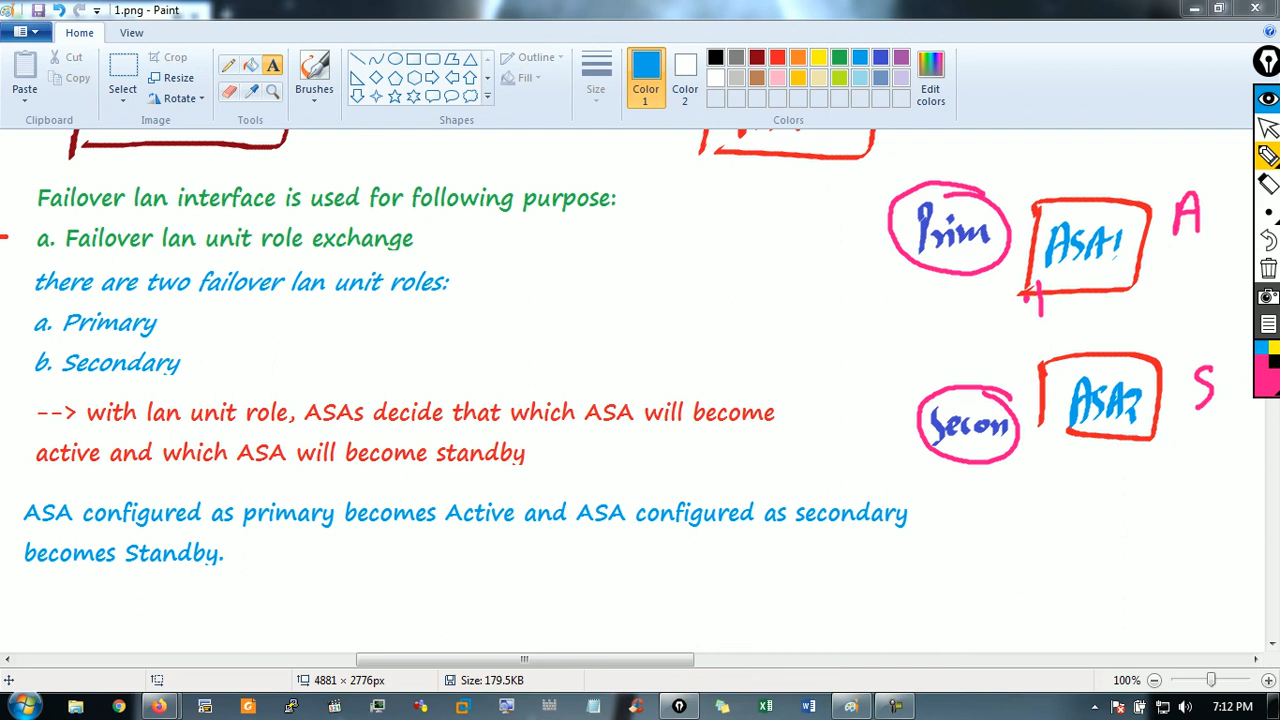 1.png - Paint
Home
View
Paste
Cut
Copy
Clipboard
Select
Crop
Resize
Rotate
Image
Tools
Brushes
Shapes
Outline
Fill
Size
Color 1
Color 2
Edit colors
Colors
Failover lan interface is used for following purpose:
a. Failover lan unit role exchange
there are two failover lan unit roles:
a. Primary
b. Secondary
--> with lan unit role, ASAs decide that which ASA will become
active and which ASA will become standby
ASA configured as primary becomes Active and ASA configured as secondary
becomes Standby.
Prim
ASA1
A
Secon
ASA2
S
4881 × 2776px
Size: 179.5KB
100%
7:12 PM